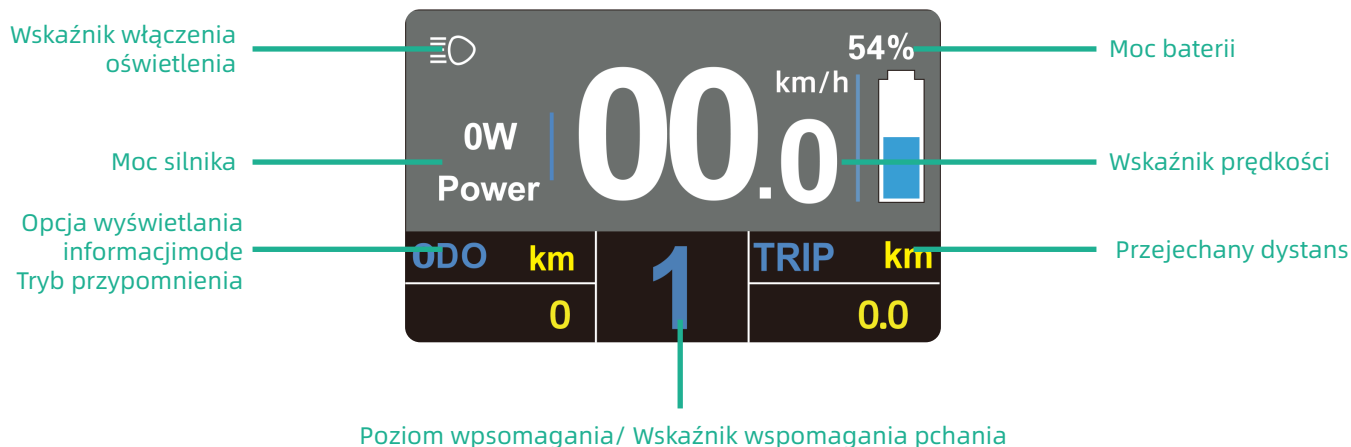 Wskaźnik włączenia
oświetlenia
54%
Moc baterii
km/h
00.0
0W
Power
Moc silnika
Wskaźnik prędkości
Opcja wyświetlania
informacjimode
Tryb przypomnienia
ODO km
0
1
TRIP km
0.0
Przejechany dystans
Poziom wpsomagania/ Wskaźnik wspomagania pchania